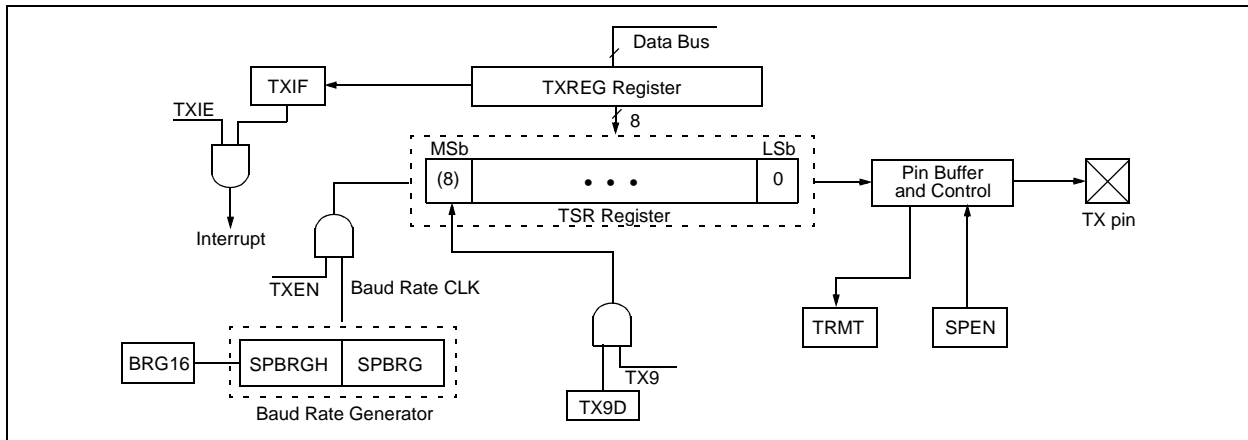 Data Bus
TXIF
TXREG Register
TXIE
8
MSb
LSb
(8)
• • •
0
Pin Buffer
and Control
TSR Register
TX pin
Interrupt
TXEN
Baud Rate CLK
TRMT
SPEN
BRG16
SPBRGH
SPBRG
TX9
TX9D
Baud Rate Generator